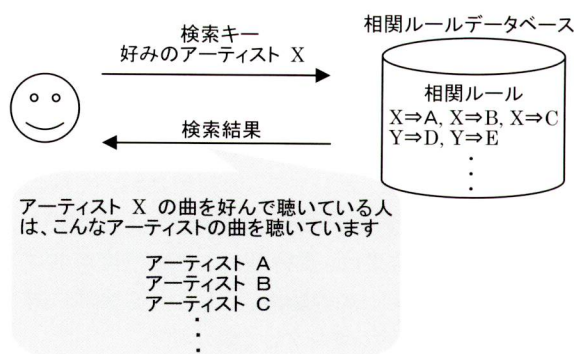 検索キー
好みのアーティスト X
検索結果
相関ルールデータベース
相関ルール
X⇒A, X⇒B, X⇒C
Y⇒D, Y⇒E
アーティスト X の曲を好んで聴いている人
は、こんなアーティストの曲を聴いています
アーティスト A
アーティスト B
アーティスト C